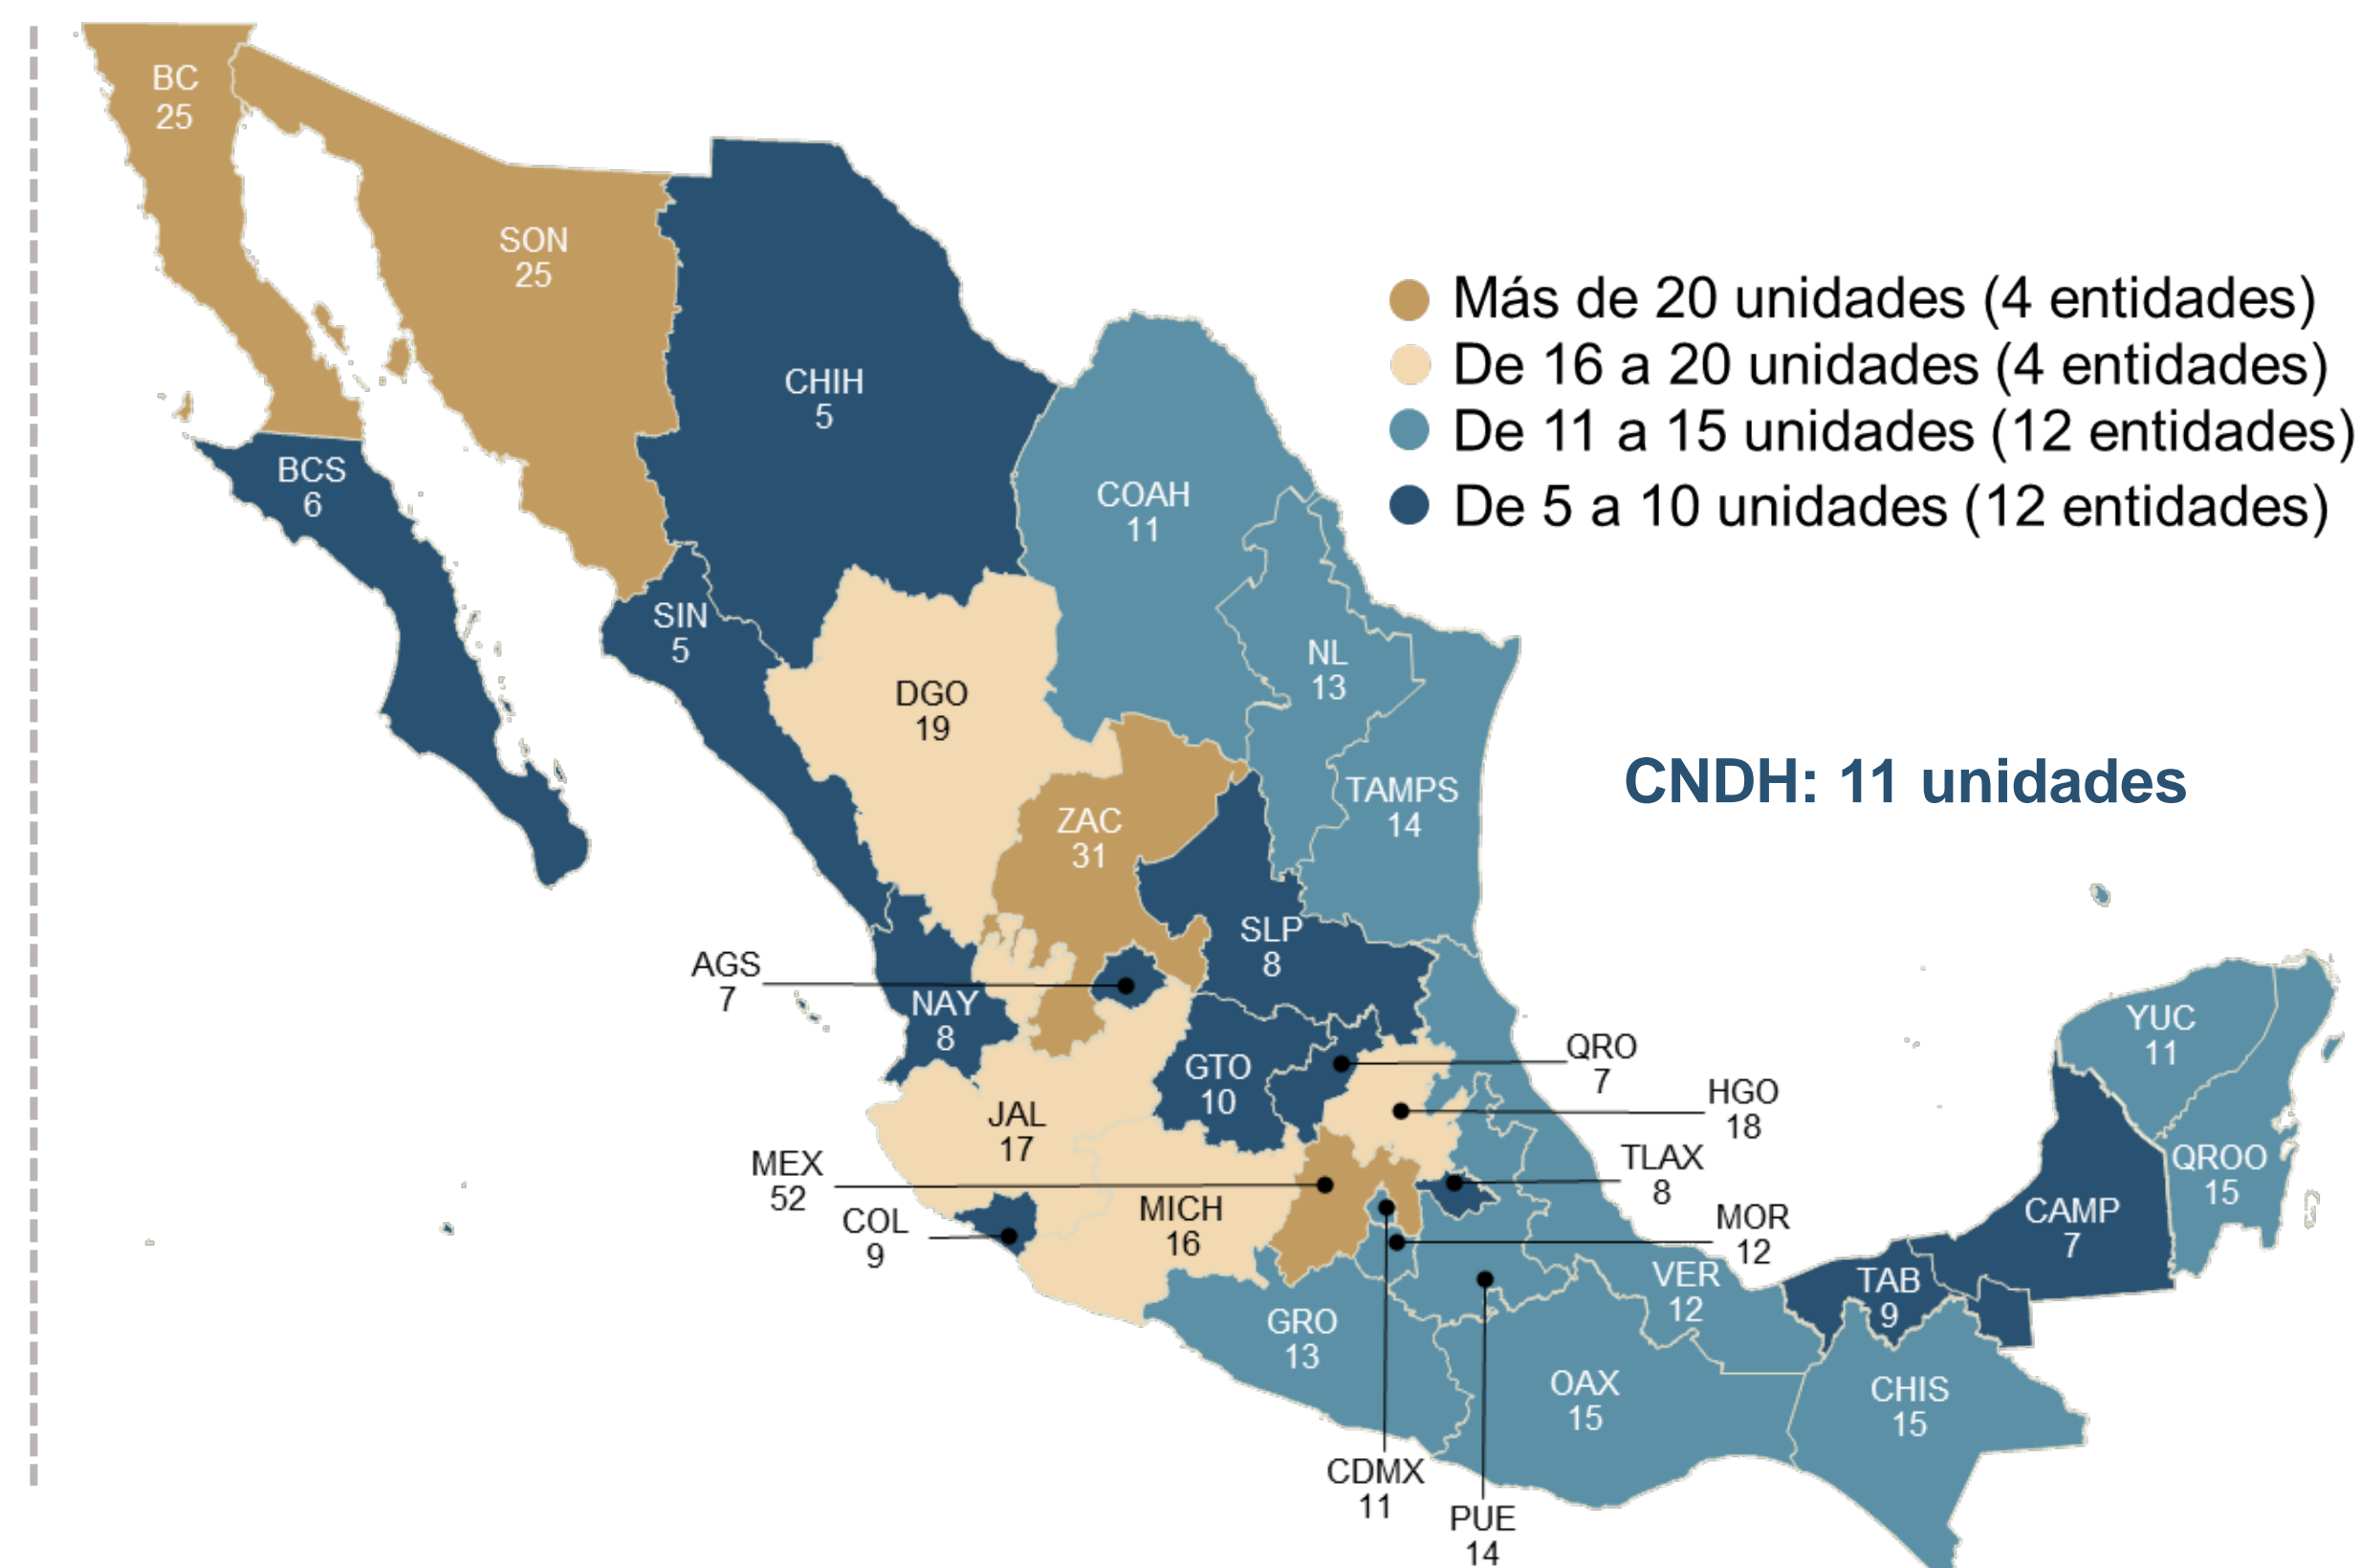 BC
25
SON
25
CHIH
5
BCS
6
COAH
11
Más de 20 unidades (4 entidades)
De 16 a 20 unidades (4 entidades)
De 11 a 15 unidades (12 entidades)
De 5 a 10 unidades (12 entidades)
SIN
5
DGO
19
NL
13
TAMPS
14
CNDH: 11 unidades
ZAC
31
SLP
8
AGS
7
NAY
8
GTO
10
QRO
7
HGO
18
YUC
11
JAL
17
MEX
52
TLAX
8
QROO
15
COL
9
MICH
16
MOR
12
CAMP
7
VER
12
TAB
9
GRO
13
OAX
15
CHIS
15
CDMX
11
PUE
14